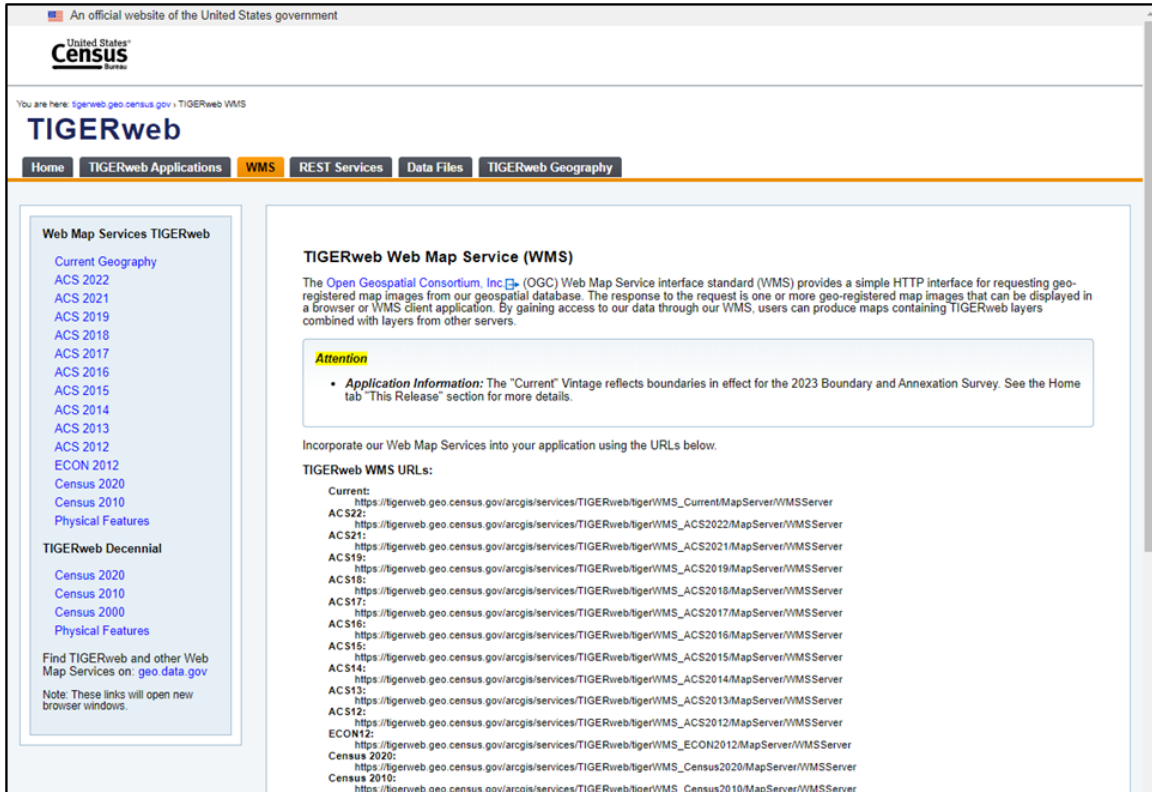 An official website of the United States government
United States®
Census
Bureau
You are here: tigerweb.geo.census.gov › TIGERweb WMS
TIGERweb
Home TIGERweb Applications WMS REST Services Data Files TIGERweb Geography
Web Map Services TIGERweb
Current Geography
ACS 2022
ACS 2021
ACS 2019
ACS 2018
ACS 2017
ACS 2016
ACS 2015
ACS 2014
ACS 2013
ACS 2012
ECON 2012
Census 2020
Census 2010
Physical Features
TIGERweb Decennial
Census 2020
Census 2010
Census 2000
Physical Features
Find TIGERweb and other Web
Map Services on: geo.data.gov
Note: These links will open new
browser windows.
TIGERweb Web Map Service (WMS)
The Open Geospatial Consortium, Inc. (OGC) Web Map Service interface standard (WMS) provides a simple HTTP interface for requesting geo-
registered map images from our geospatial database. The response to the request is one or more geo-registered map images that can be displayed in
a browser or WMS client application. By gaining access to our data through our WMS, users can produce maps containing TIGERweb layers
combined with layers from other servers.
Attention
• Application Information: The "Current" Vintage reflects boundaries in effect for the 2023 Boundary and Annexation Survey. See the Home
tab "This Release" section for more details.
Incorporate our Web Map Services into your application using the URLs below.
TIGERweb WMS URLs:
Current:
https://tigerweb.geo.census.gov/arcgis/services/TIGERweb/tigerWMS_Current/MapServer/WMSServer
ACS22:
https://tigerweb.geo.census.gov/arcgis/services/TIGERweb/tigerWMS_ACS2022/MapServer/WMSServer
ACS21:
https://tigerweb.geo.census.gov/arcgis/services/TIGERweb/tigerWMS_ACS2021/MapServer/WMSServer
ACS19:
https://tigerweb.geo.census.gov/arcgis/services/TIGERweb/tigerWMS_ACS2019/MapServer/WMSServer
ACS18:
https://tigerweb.geo.census.gov/arcgis/services/TIGERweb/tigerWMS_ACS2018/MapServer/WMSServer
ACS17:
https://tigerweb.geo.census.gov/arcgis/services/TIGERweb/tigerWMS_ACS2017/MapServer/WMSServer
ACS16:
https://tigerweb.geo.census.gov/arcgis/services/TIGERweb/tigerWMS_ACS2016/MapServer/WMSServer
ACS15:
https://tigerweb.geo.census.gov/arcgis/services/TIGERweb/tigerWMS_ACS2015/MapServer/WMSServer
ACS14:
https://tigerweb.geo.census.gov/arcgis/services/TIGERweb/tigerWMS_ACS2014/MapServer/WMSServer
ACS13:
https://tigerweb.geo.census.gov/arcgis/services/TIGERweb/tigerWMS_ACS2013/MapServer/WMSServer
ACS12:
https://tigerweb.geo.census.gov/arcgis/services/TIGERweb/tigerWMS_ACS2012/MapServer/WMSServer
ECON12:
https://tigerweb.geo.census.gov/arcgis/services/TIGERweb/tigerWMS_ECON2012/MapServer/WMSServer
Census 2020:
https://tigerweb.geo.census.gov/arcgis/services/TIGERweb/tigerWMS_Census2020/MapServer/WMSServer
Census 2010:
https://tigerweb.geo.census.gov/arcgis/services/TIGERweb/tigerWMS_Census2010/MapServer/WMSServer